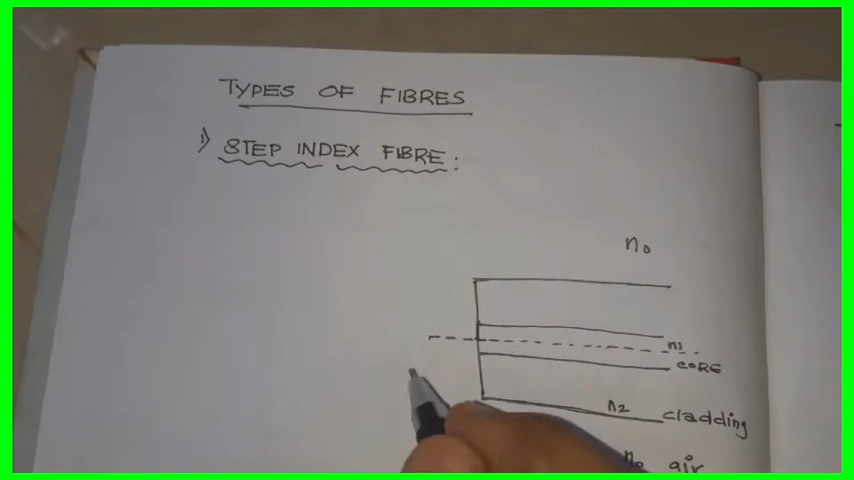 TYPES OF FIBRES
1) STEP INDEX FIBRE:
n0
n1
CORE
n2 cladding
n0 air